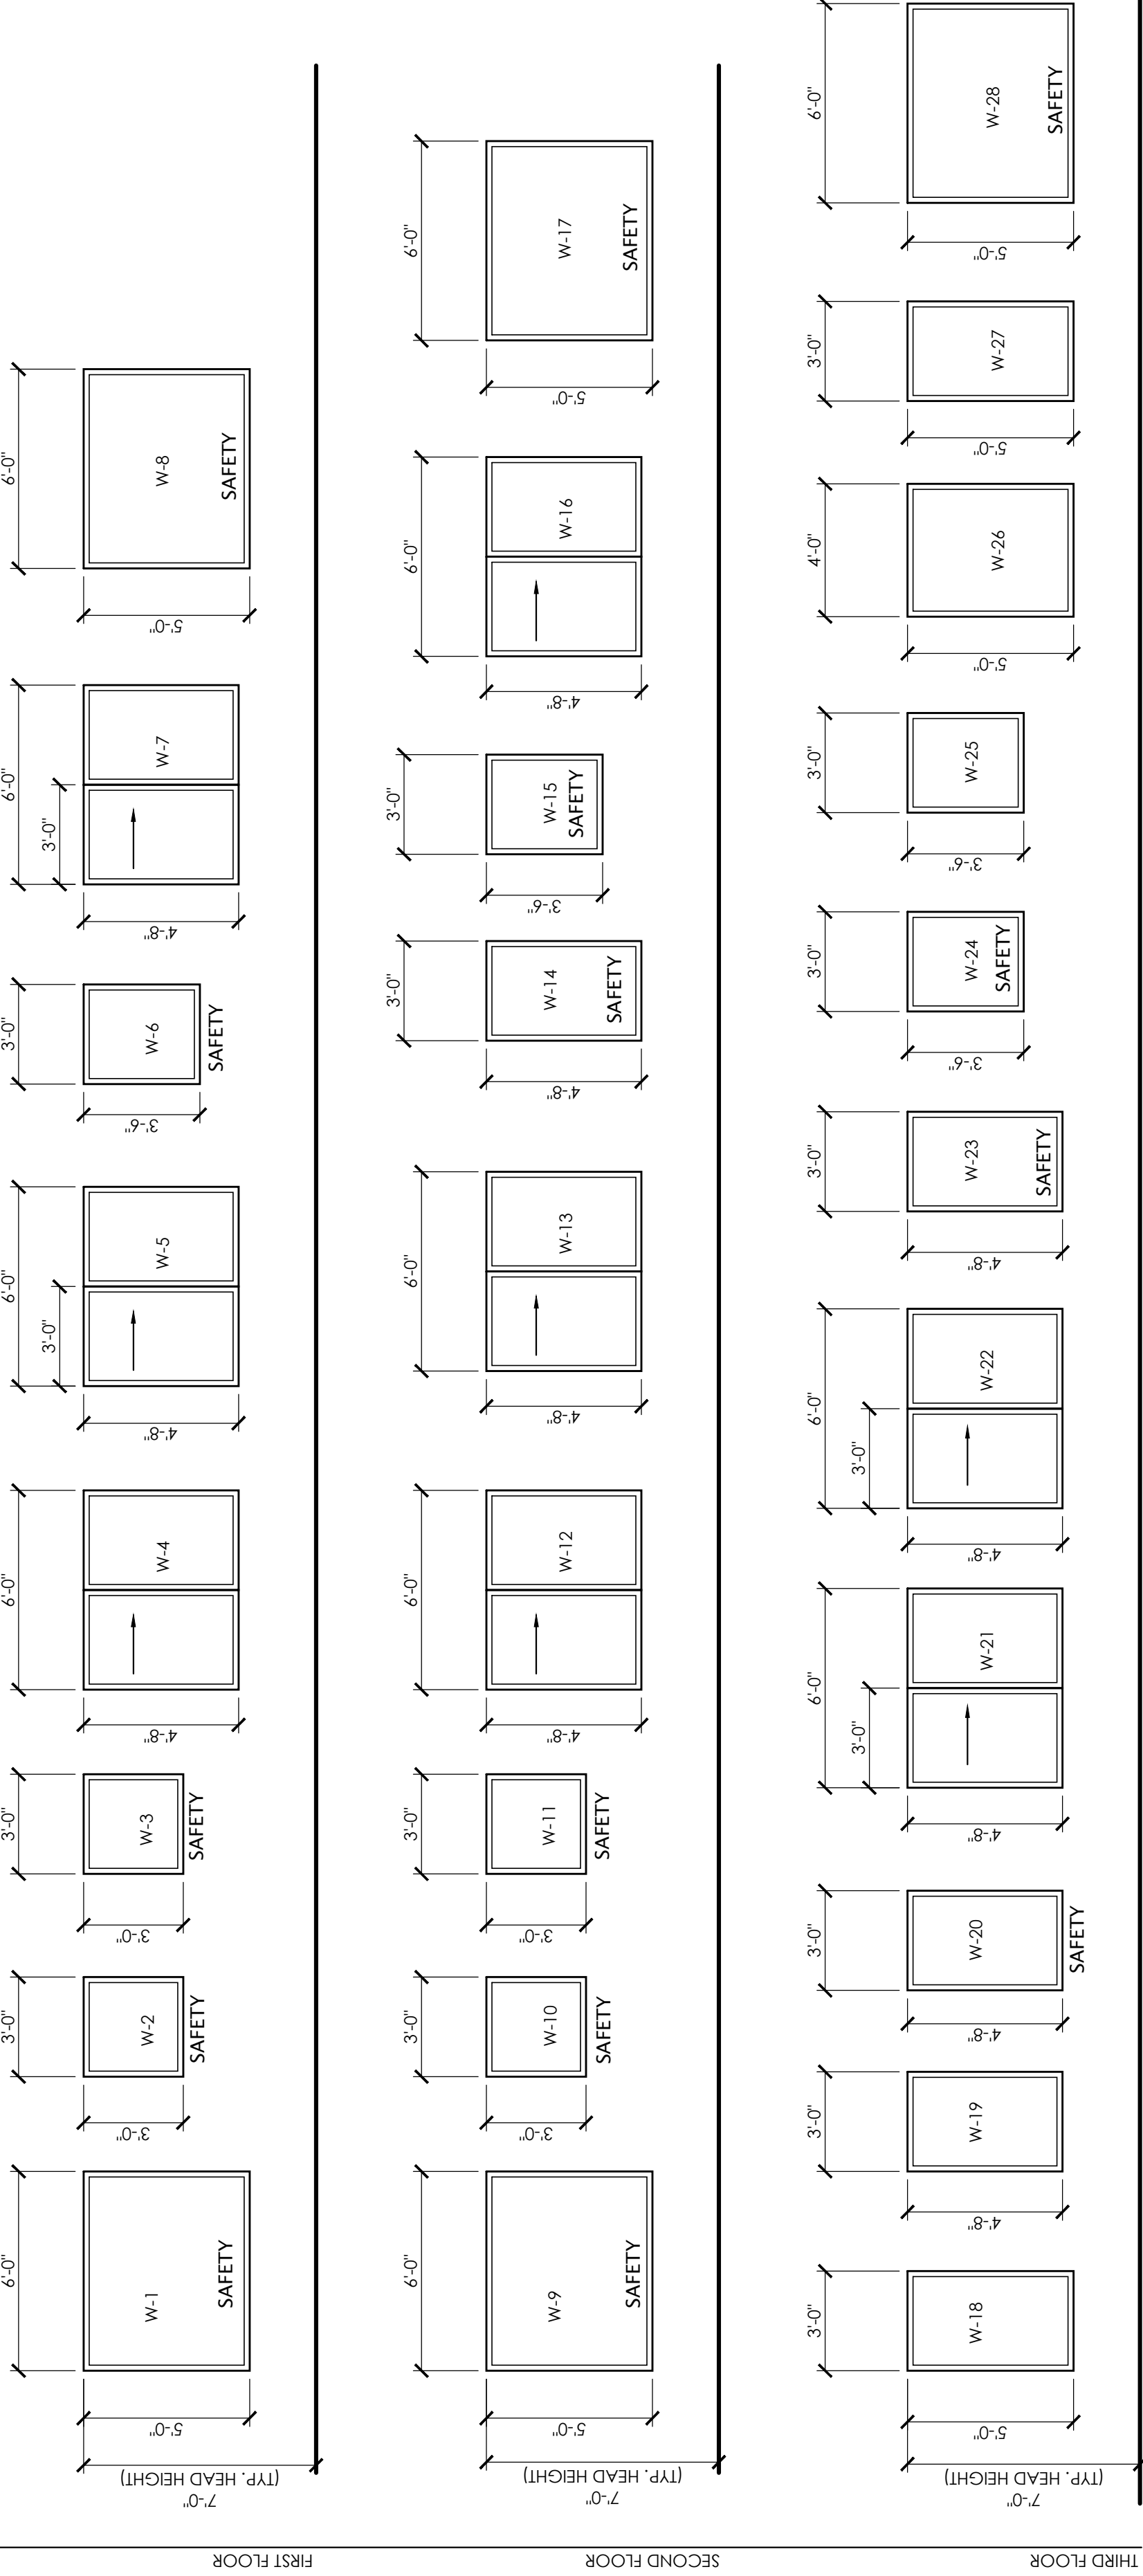 FIRST FLOOR
7'-0"
(TYP. HEAD HEIGHT)
5'-0"
6'-0"
W-1
SAFETY
3'-0"
3'-0"
W-2
SAFETY
3'-0"
3'-0"
W-3
SAFETY
4'-8"
6'-0"
W-4
4'-8"
6'-0"
3'-0"
W-5
3'-6"
3'-0"
W-6
SAFETY
4'-8"
6'-0"
3'-0"
W-7
5'-0"
6'-0"
W-8
SAFETY
SECOND FLOOR
7'-0"
(TYP. HEAD HEIGHT)
5'-0"
6'-0"
W-9
SAFETY
3'-0"
3'-0"
W-10
SAFETY
3'-0"
3'-0"
W-11
SAFETY
4'-8"
6'-0"
W-12
4'-8"
6'-0"
W-13
4'-8"
3'-0"
W-14
SAFETY
3'-6"
3'-0"
W-15
SAFETY
4'-8"
6'-0"
W-16
5'-0"
6'-0"
W-17
SAFETY
THIRD FLOOR
7'-0"
(TYP. HEAD HEIGHT)
5'-0"
3'-0"
W-18
4'-8"
3'-0"
W-19
4'-8"
3'-0"
W-20
SAFETY
4'-8"
6'-0"
3'-0"
W-21
4'-8"
6'-0"
3'-0"
W-22
4'-8"
3'-0"
W-23
SAFETY
3'-6"
3'-0"
W-24
SAFETY
3'-6"
3'-0"
W-25
5'-0"
4'-0"
W-26
5'-0"
3'-0"
W-27
5'-0"
6'-0"
W-28
SAFETY